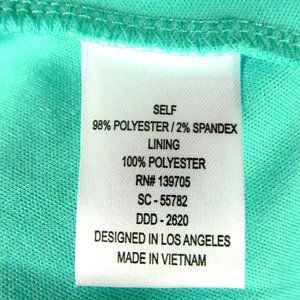 SELF
98% POLYESTER / 2% SPANDEX
LINING
100% POLYESTER
RN# 139705
SC - 55782
DDD - 2620
DESIGNED IN LOS ANGELES
MADE IN VIETNAM